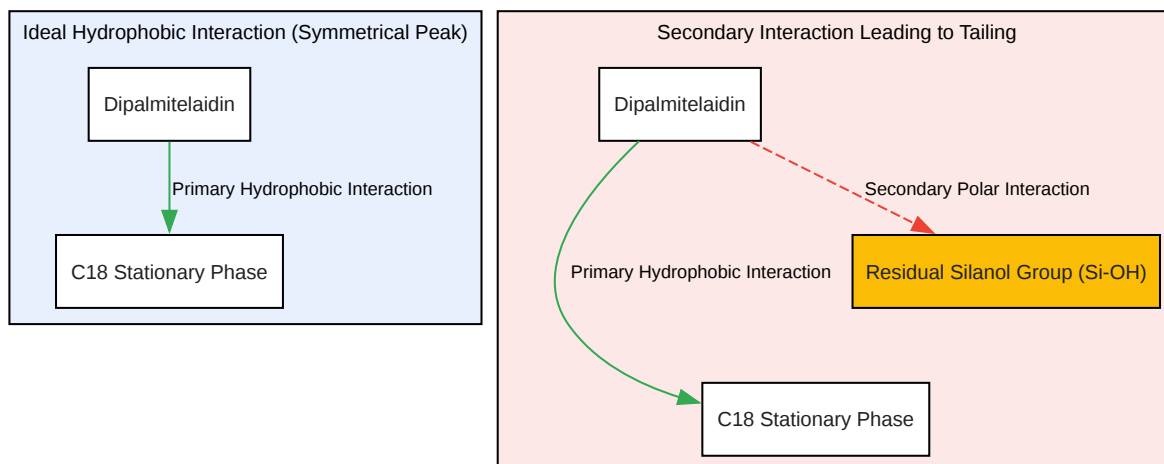 Ideal Hydrophobic Interaction (Symmetrical Peak)
Dipalmitelaidin
Primary Hydrophobic Interaction
C18 Stationary Phase
Secondary Interaction Leading to Tailing
Dipalmitelaidin
Secondary Polar Interaction
Residual Silanol Group (Si-OH)
Primary Hydrophobic Interaction
C18 Stationary Phase